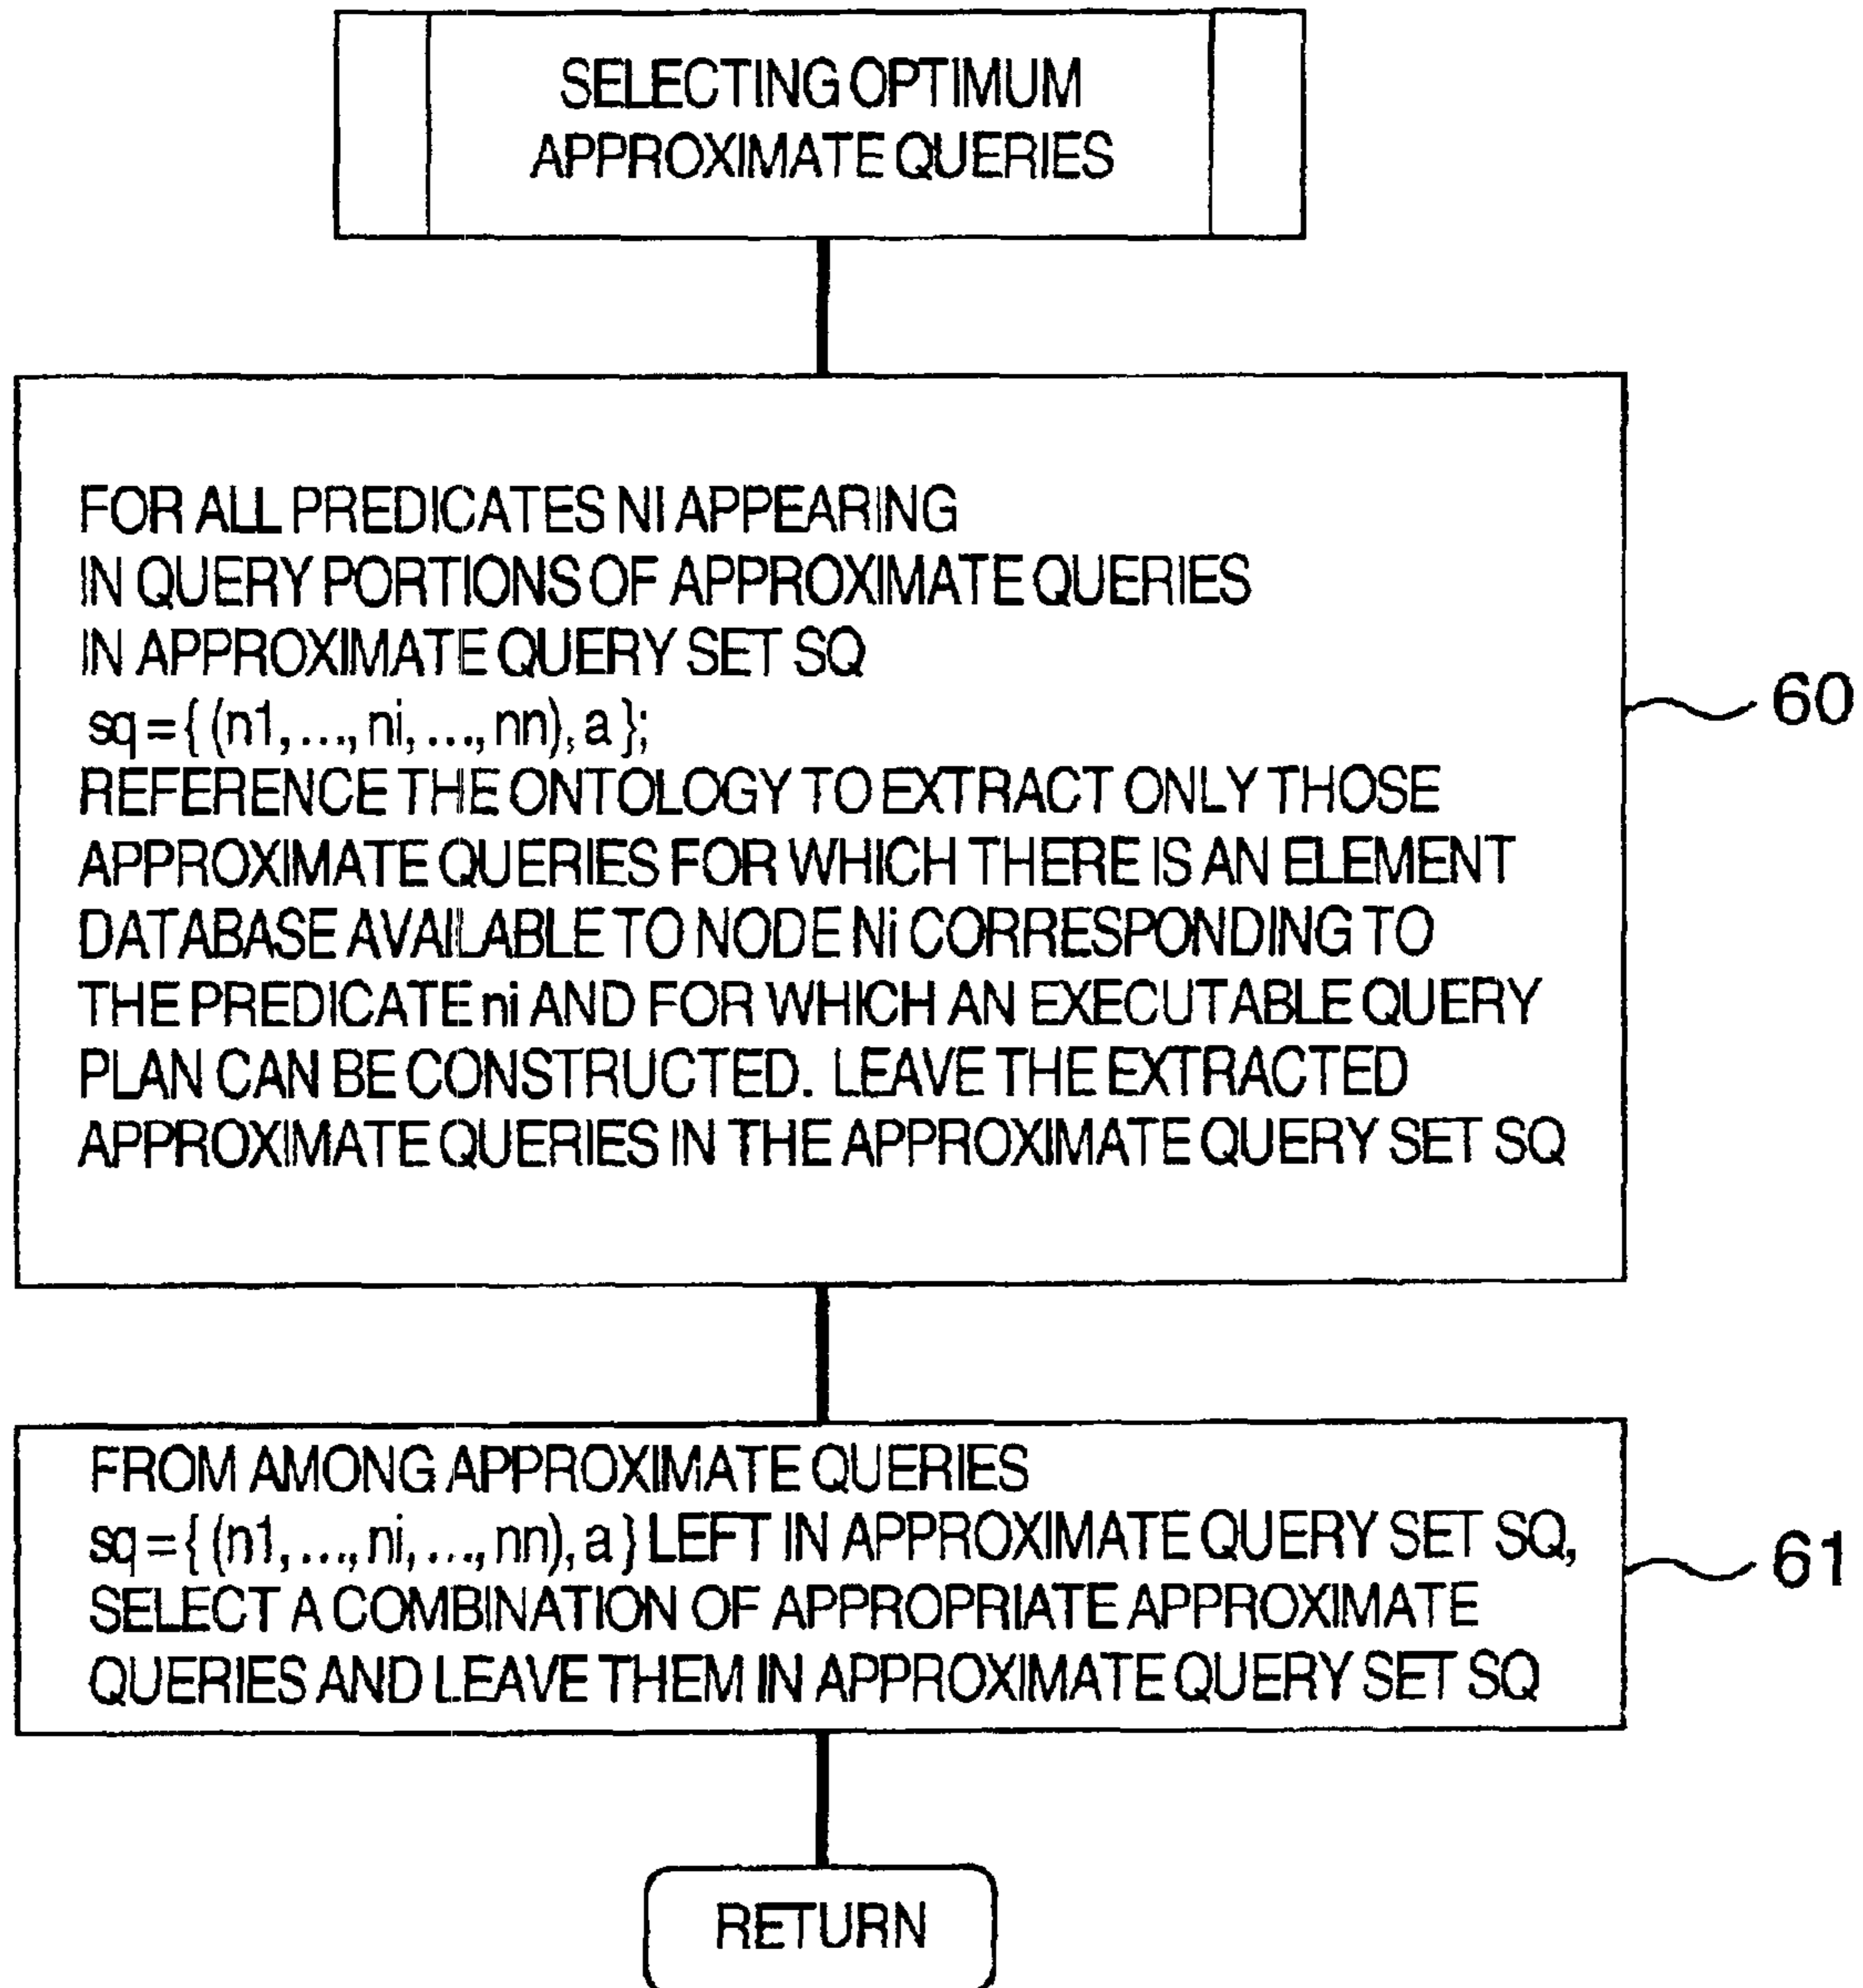 SELECTING OPTIMUM
APPROXIMATE QUERIES
FOR ALL PREDICATES NI APPEARING
IN QUERY PORTIONS OF APPROXIMATE QUERIES
IN APPROXIMATE QUERY SET SQ
sq = { (n1, ..., ni, ..., nn), a };
REFERENCE THE ONTOLOGY TO EXTRACT ONLY THOSE
APPROXIMATE QUERIES FOR WHICH THERE IS AN ELEMENT
DATABASE AVAILABLE TO NODE Ni CORRESPONDING TO
THE PREDICATE ni AND FOR WHICH AN EXECUTABLE QUERY
PLAN CAN BE CONSTRUCTED. LEAVE THE EXTRACTED
APPROXIMATE QUERIES IN THE APPROXIMATE QUERY SET SQ
60
FROM AMONG APPROXIMATE QUERIES
sq = { (n1, ..., ni, ..., nn), a } LEFT IN APPROXIMATE QUERY SET SQ,
SELECT A COMBINATION OF APPROPRIATE APPROXIMATE
QUERIES AND LEAVE THEM IN APPROXIMATE QUERY SET SQ
61
RETURN